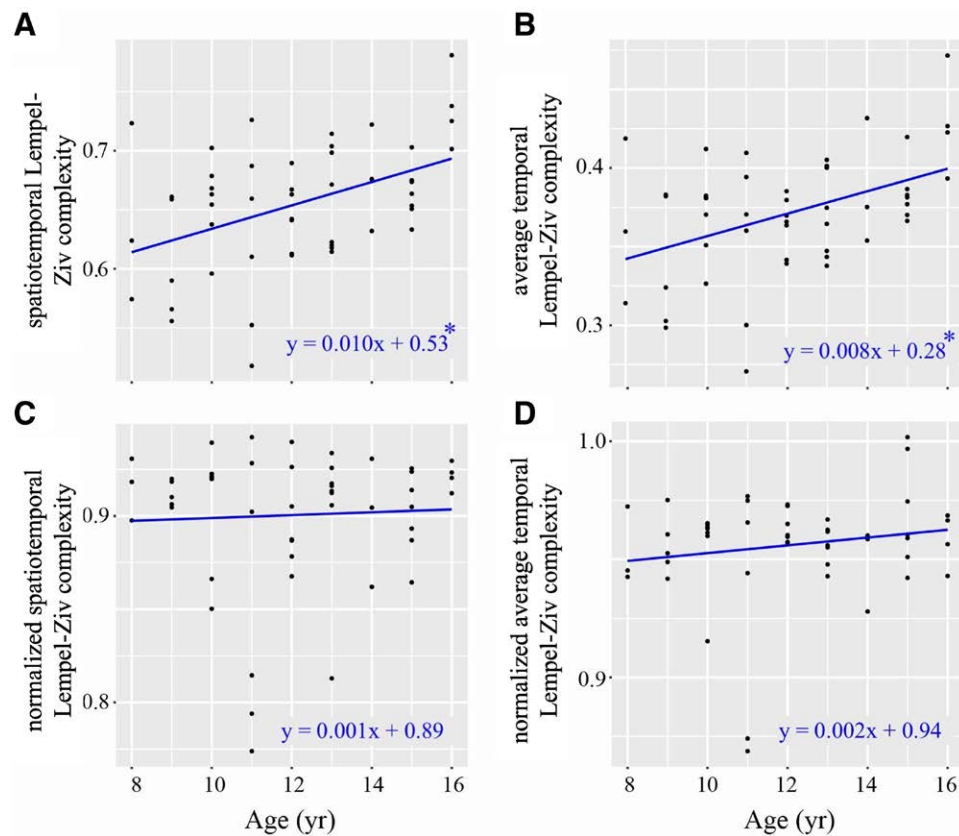 A
spatiotemporal Lempel-
Ziv complexity
0.7
0.6
y = 0.010x + 0.53*
B
average temporal
Lempel-Ziv complexity
0.4
0.3
y = 0.008x + 0.28*
C
normalized spatiotemporal
Lempel-Ziv complexity
0.9
0.8
y = 0.001x + 0.89
8 10 12 14 16
Age (yr)
D
normalized average temporal
Lempel-Ziv complexity
1.0
0.9
y = 0.002x + 0.94
8 10 12 14 16
Age (yr)